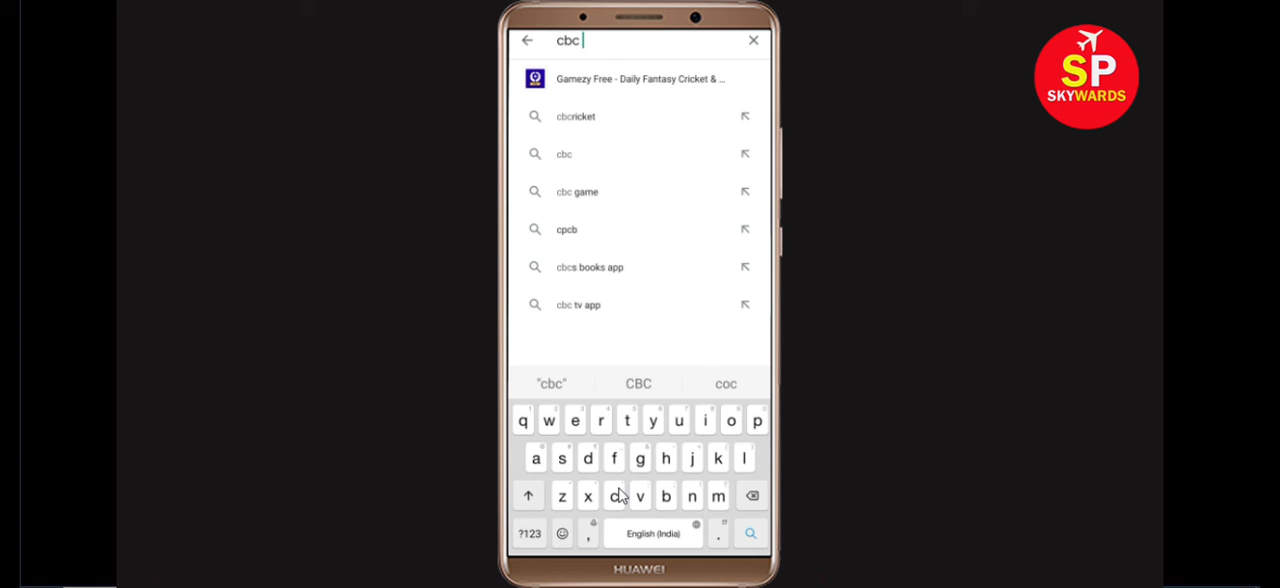 cbc
SP
SKYWARDS
Gamezy Free - Daily Fantasy Cricket & ...
cbcricket
cbc
cbc game
cpcb
cbcs books app
cbc tv app
"cbc" CBC coc
q w e r t y u i o p
a s d f g h j k l
z x c v b n m
?123 , English (India) .
HUAWEI